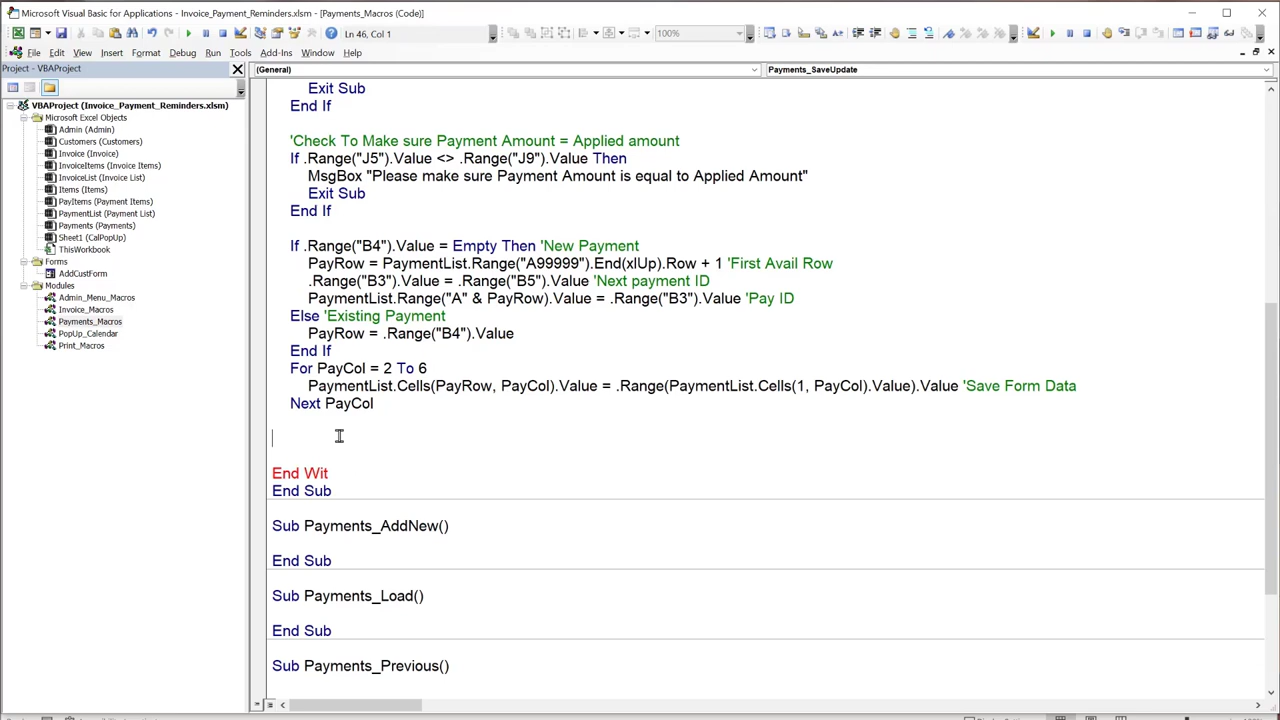 Microsoft Visual Basic for Applications - Invoice_Payment_Reminders.xlsm - [Payments_Macros (Code)]
Ln 46, Col 1
100%
File Edit View Insert Format Debug Run Tools Add-Ins Window Help
Project - VBAProject
(General)
Payments_SaveUpdate
VBAProject (Invoice_Payment_Reminders.xlsm)
Microsoft Excel Objects
Admin (Admin)
Customers (Customers)
Invoice (Invoice)
InvoiceItems (Invoice Items)
InvoiceList (Invoice List)
Items (Items)
PayItems (Payment Items)
PaymentList (Payment List)
Payments (Payments)
Sheet1 (CalPopUp)
ThisWorkbook
Forms
AddCustForm
Modules
Admin_Menu_Macros
Invoice_Macros
Payments_Macros
PopUp_Calendar
Print_Macros
Exit Sub
End If
'Check To Make sure Payment Amount = Applied amount
If .Range("J5").Value <> .Range("J9").Value Then
MsgBox "Please make sure Payment Amount is equal to Applied Amount"
Exit Sub
End If
If .Range("B4").Value = Empty Then 'New Payment
PayRow = PaymentList.Range("A99999").End(xlUp).Row + 1 'First Avail Row
.Range("B3").Value = .Range("B5").Value 'Next payment ID
PaymentList.Range("A" & PayRow).Value = .Range("B3").Value 'Pay ID
Else 'Existing Payment
PayRow = .Range("B4").Value
End If
For PayCol = 2 To 6
PaymentList.Cells(PayRow, PayCol).Value = .Range(PaymentList.Cells(1, PayCol).Value).Value 'Save Form Data
Next PayCol
End Wit
End Sub
Sub Payments_AddNew()
End Sub
Sub Payments_Load()
End Sub
Sub Payments_Previous()